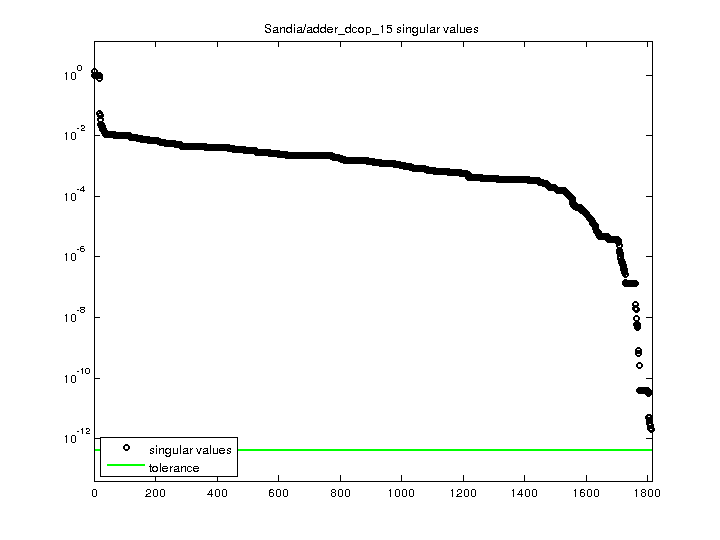 Sandia/adder_dcop_15 singular values
10^0
10^-2
10^-4
10^-6
10^-8
10^-10
10^-12
singular values
tolerance
0 200 400 600 800 1000 1200 1400 1600 1800